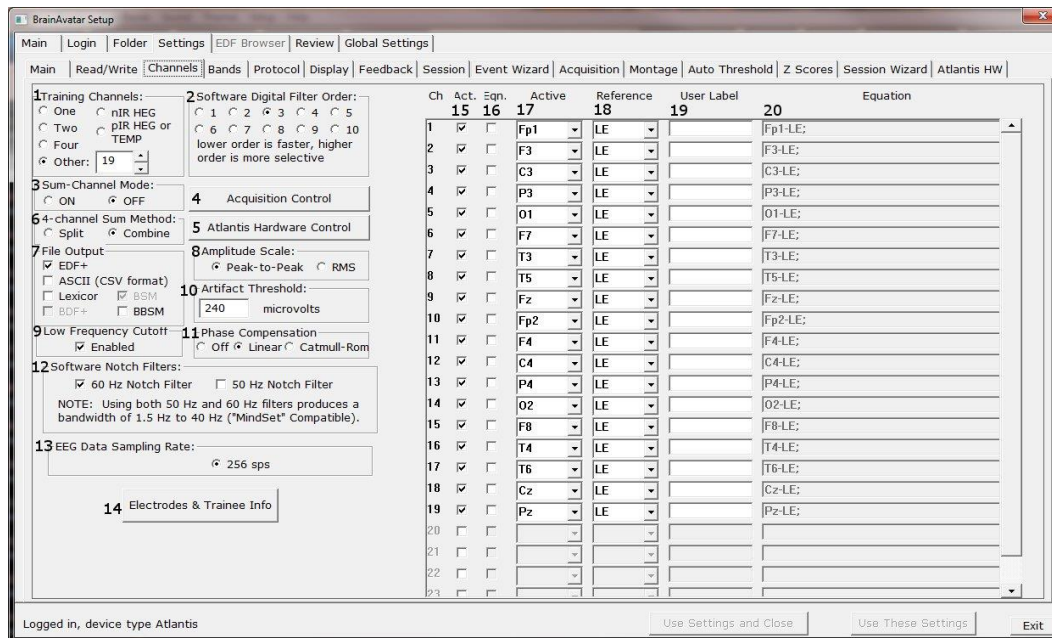 BrainAvatar Setup
Main Login Folder Settings EDF Browser Review Global Settings
Main Read/Write Channels Bands Protocol Display Feedback Session Event Wizard Acquisition Montage Auto Threshold Z Scores Session Wizard Atlantis HW
1 Training Channels:
One nIR HEG
Two pIR HEG or TEMP
Four
Other: 19
2 Software Digital Filter Order:
1 2 3 4 5
6 7 8 9 10
lower order is faster, higher
order is more selective
3 Sum-Channel Mode:
ON OFF
4 Acquisition Control
6 4-channel Sum Method:
Split Combine
5 Atlantis Hardware Control
7 File Output
EDF+
ASCII (CSV format)
Lexicor BSM
BDF+ BBSM
8 Amplitude Scale:
Peak-to-Peak RMS
10 Artifact Threshold:
240 microvolts
9 Low Frequency Cutoff
Enabled
11 Phase Compensation
Off Linear Catmull-Rom
12 Software Notch Filters:
60 Hz Notch Filter 50 Hz Notch Filter
NOTE: Using both 50 Hz and 60 Hz filters produces a
bandwidth of 1.5 Hz to 40 Hz ("MindSet" Compatible).
13 EEG Data Sampling Rate:
256 sps
14 Electrodes & Trainee Info
Ch Act. Eqn. Active Reference User Label Equation
15 16 17 18 19 20
1 Fp1 LE Fp1-LE;
2 F3 LE F3-LE;
3 C3 LE C3-LE;
4 P3 LE P3-LE;
5 O1 LE O1-LE;
6 F7 LE F7-LE;
7 T3 LE T3-LE;
8 T5 LE T5-LE;
9 Fz LE Fz-LE;
10 Fp2 LE Fp2-LE;
11 F4 LE F4-LE;
12 C4 LE C4-LE;
13 P4 LE P4-LE;
14 O2 LE O2-LE;
15 F8 LE F8-LE;
16 T4 LE T4-LE;
17 T6 LE T6-LE;
18 Cz LE Cz-LE;
19 Pz LE Pz-LE;
20
21
22
23
Logged in, device type Atlantis
Use Settings and Close Use These Settings Exit